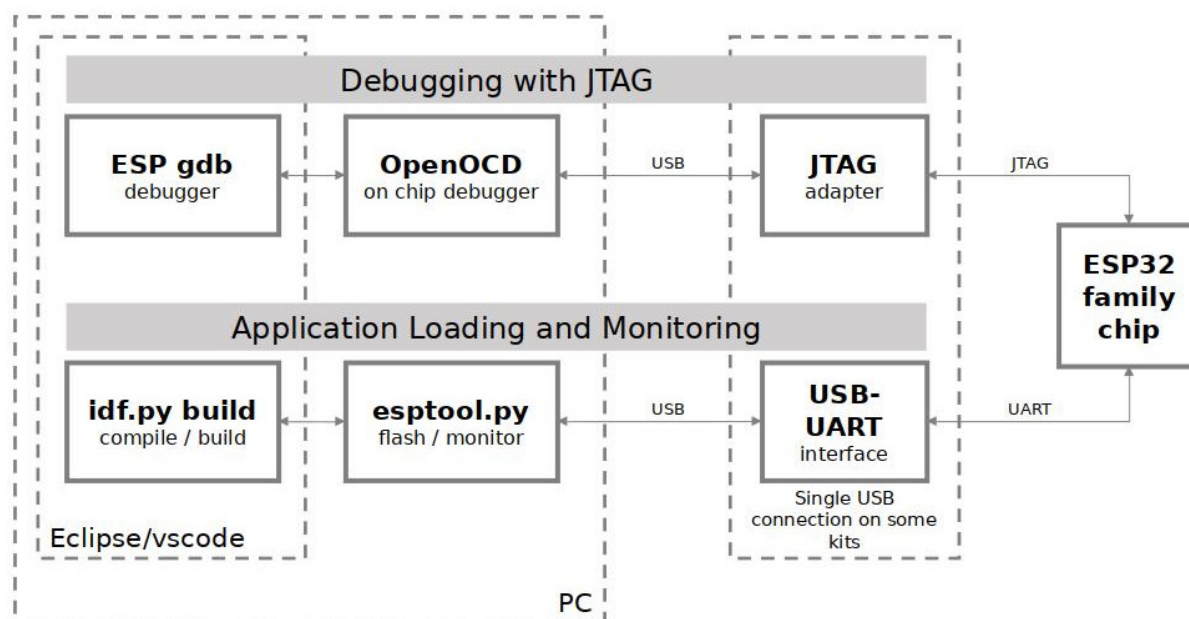 Debugging with JTAG
ESP gdb
debugger
OpenOCD
on chip debugger
USB
JTAG
adapter
JTAG
ESP32
family
chip
Application Loading and Monitoring
idf.py build
compile / build
esptool.py
flash / monitor
USB
USB-
UART
interface
UART
Single USB
connection on some
kits
Eclipse/vscode
PC